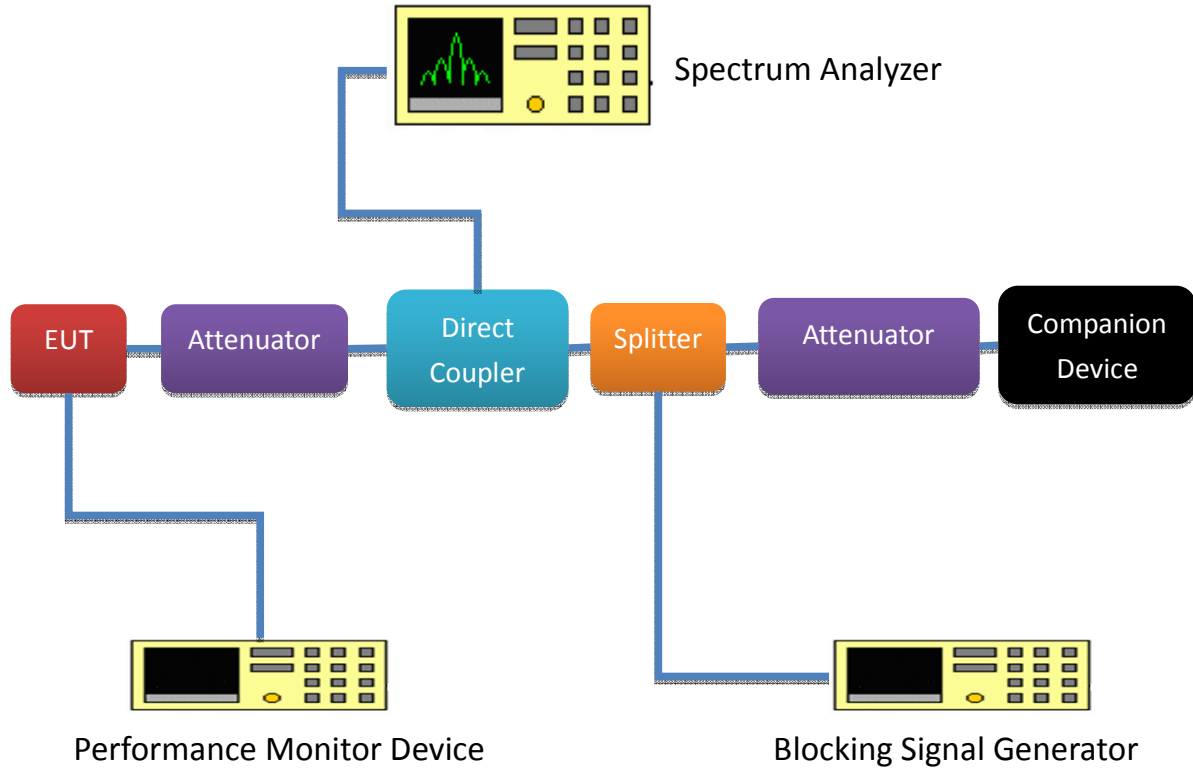 Spectrum Analyzer
EUT
Attenuator
Direct
Coupler
Splitter
Attenuator
Companion
Device
Performance Monitor Device
Blocking Signal Generator